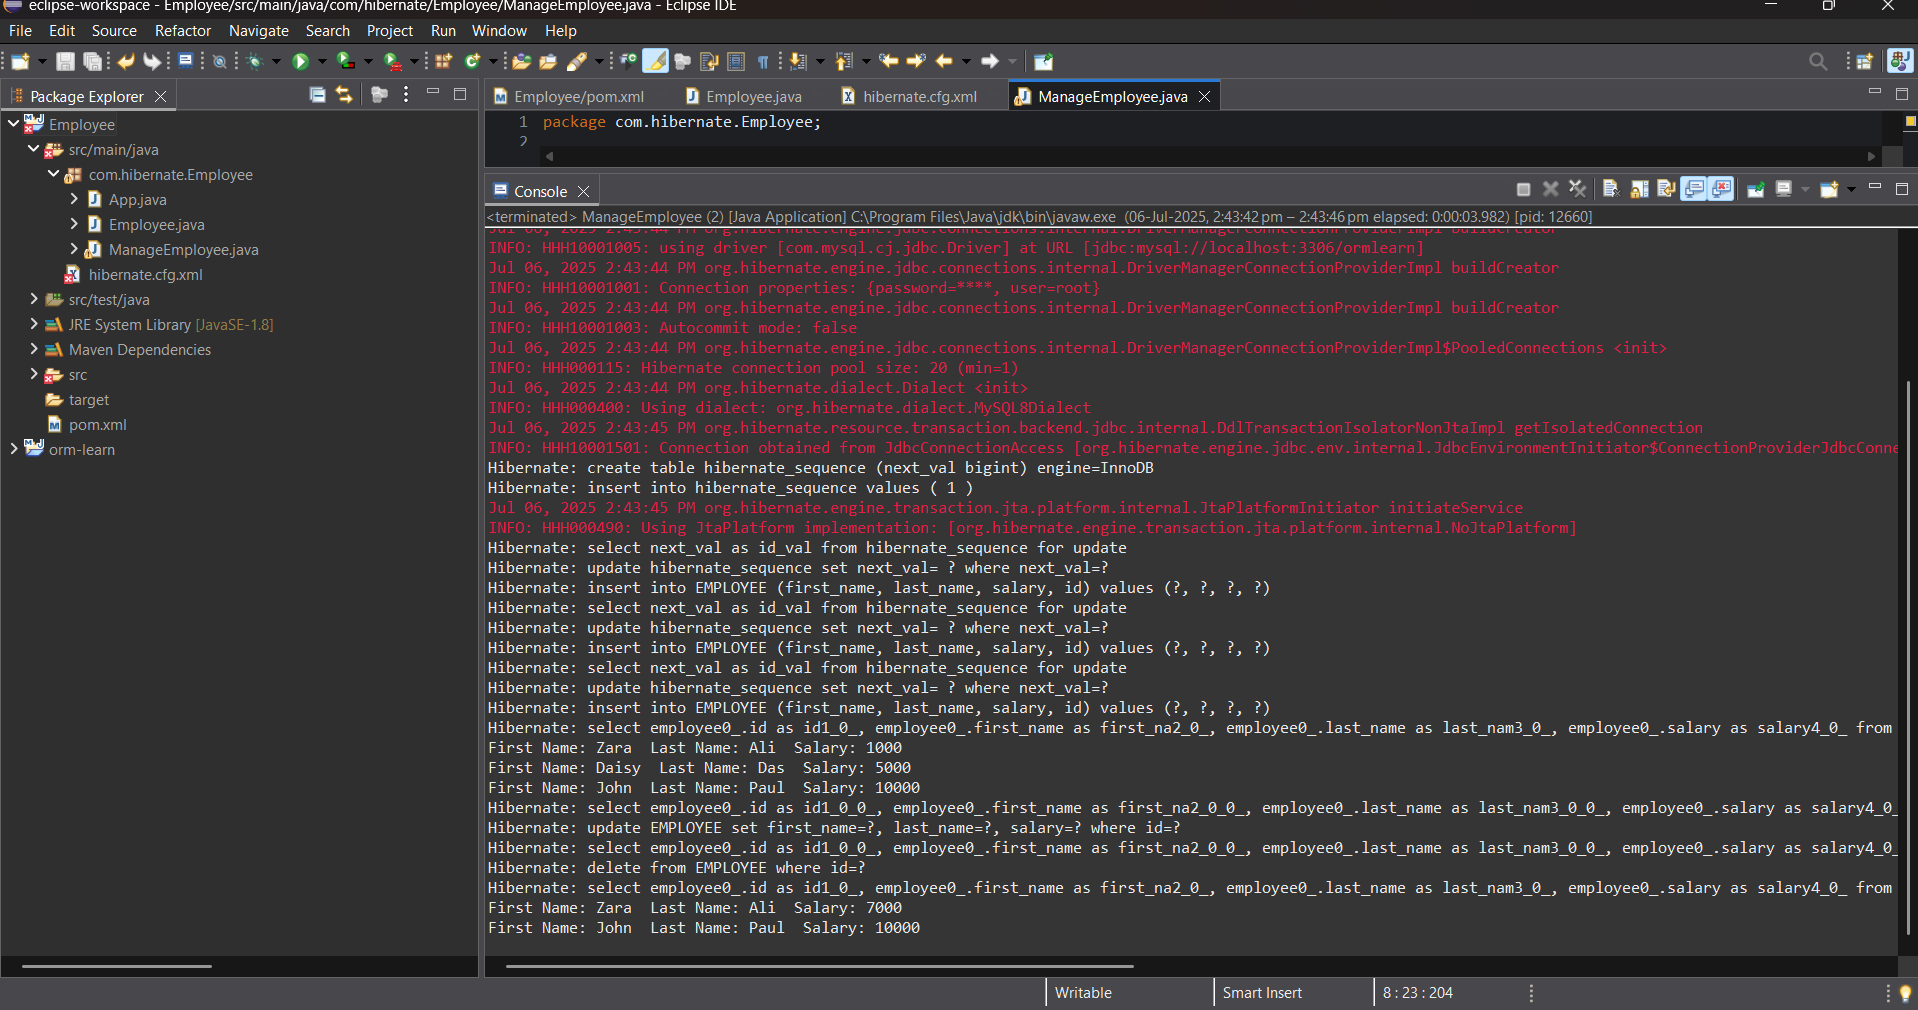 eclipse-workspace - Employee/src/main/java/com/hibernate/Employee/ManageEmployee.java - Eclipse IDE
File Edit Source Refactor Navigate Search Project Run Window Help
Package Explorer
Employee
src/main/java
com.hibernate.Employee
App.java
Employee.java
ManageEmployee.java
hibernate.cfg.xml
src/test/java
JRE System Library [JavaSE-1.8]
Maven Dependencies
src
target
pom.xml
orm-learn
Employee/pom.xml Employee.java hibernate.cfg.xml ManageEmployee.java
1 package com.hibernate.Employee;
2
Console
<terminated> ManageEmployee (2) [Java Application] C:\Program Files\Java\jdk\bin\javaw.exe (06-Jul-2025, 2:43:42 pm – 2:43:46 pm elapsed: 0:00:03.982) [pid: 12660]
Jul 06, 2025 2:43:44 PM org.hibernate.engine.jdbc.connections.internal.DriverManagerConnectionProviderImpl buildCreator
INFO: HHH10001005: using driver [com.mysql.cj.jdbc.Driver] at URL [jdbc:mysql://localhost:3306/ormlearn]
Jul 06, 2025 2:43:44 PM org.hibernate.engine.jdbc.connections.internal.DriverManagerConnectionProviderImpl buildCreator
INFO: HHH10001001: Connection properties: {password=****, user=root}
Jul 06, 2025 2:43:44 PM org.hibernate.engine.jdbc.connections.internal.DriverManagerConnectionProviderImpl buildCreator
INFO: HHH10001003: Autocommit mode: false
Jul 06, 2025 2:43:44 PM org.hibernate.engine.jdbc.connections.internal.DriverManagerConnectionProviderImpl$PooledConnections <init>
INFO: HHH000115: Hibernate connection pool size: 20 (min=1)
Jul 06, 2025 2:43:44 PM org.hibernate.dialect.Dialect <init>
INFO: HHH000400: Using dialect: org.hibernate.dialect.MySQL8Dialect
Jul 06, 2025 2:43:45 PM org.hibernate.resource.transaction.backend.jdbc.internal.DdlTransactionIsolatorNonJtaImpl getIsolatedConnection
INFO: HHH10001501: Connection obtained from JdbcConnectionAccess [org.hibernate.engine.jdbc.env.internal.JdbcEnvironmentInitiator$ConnectionProviderJdbcConne
Hibernate: create table hibernate_sequence (next_val bigint) engine=InnoDB
Hibernate: insert into hibernate_sequence values ( 1 )
Jul 06, 2025 2:43:45 PM org.hibernate.engine.transaction.jta.platform.internal.JtaPlatformInitiator initiateService
INFO: HHH000490: Using JtaPlatform implementation: [org.hibernate.engine.transaction.jta.platform.internal.NoJtaPlatform]
Hibernate: select next_val as id_val from hibernate_sequence for update
Hibernate: update hibernate_sequence set next_val= ? where next_val=?
Hibernate: insert into EMPLOYEE (first_name, last_name, salary, id) values (?, ?, ?, ?)
Hibernate: select next_val as id_val from hibernate_sequence for update
Hibernate: update hibernate_sequence set next_val= ? where next_val=?
Hibernate: insert into EMPLOYEE (first_name, last_name, salary, id) values (?, ?, ?, ?)
Hibernate: select next_val as id_val from hibernate_sequence for update
Hibernate: update hibernate_sequence set next_val= ? where next_val=?
Hibernate: insert into EMPLOYEE (first_name, last_name, salary, id) values (?, ?, ?, ?)
Hibernate: select employee0_.id as id1_0_, employee0_.first_name as first_na2_0_, employee0_.last_name as last_nam3_0_, employee0_.salary as salary4_0_ from
First Name: Zara  Last Name: Ali  Salary: 1000
First Name: Daisy  Last Name: Das  Salary: 5000
First Name: John  Last Name: Paul  Salary: 10000
Hibernate: select employee0_.id as id1_0_0_, employee0_.first_name as first_na2_0_0_, employee0_.last_name as last_nam3_0_0_, employee0_.salary as salary4_0_
Hibernate: update EMPLOYEE set first_name=?, last_name=?, salary=? where id=?
Hibernate: select employee0_.id as id1_0_0_, employee0_.first_name as first_na2_0_0_, employee0_.last_name as last_nam3_0_0_, employee0_.salary as salary4_0_
Hibernate: delete from EMPLOYEE where id=?
Hibernate: select employee0_.id as id1_0_, employee0_.first_name as first_na2_0_, employee0_.last_name as last_nam3_0_, employee0_.salary as salary4_0_ from
First Name: Zara  Last Name: Ali  Salary: 7000
First Name: John  Last Name: Paul  Salary: 10000
Writable Smart Insert 8 : 23 : 204